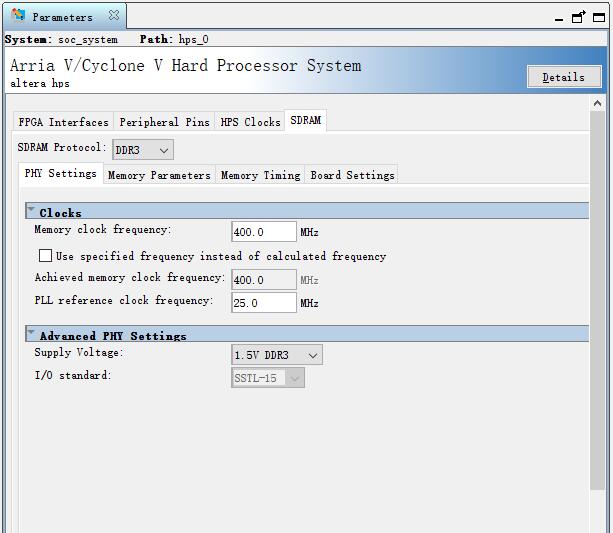 Parameters
System: soc_system Path: hps_0
Arria V/Cyclone V Hard Processor System
altera hps
Details
FPGA Interfaces Peripheral Pins HPS Clocks SDRAM
SDRAM Protocol: DDR3
PHY Settings Memory Parameters Memory Timing Board Settings
Clocks
Memory clock frequency: 400.0 MHz
Use specified frequency instead of calculated frequency
Achieved memory clock frequency: 400.0 MHz
PLL reference clock frequency: 25.0 MHz
Advanced PHY Settings
Supply Voltage: 1.5V DDR3
I/O standard: SSTL-15